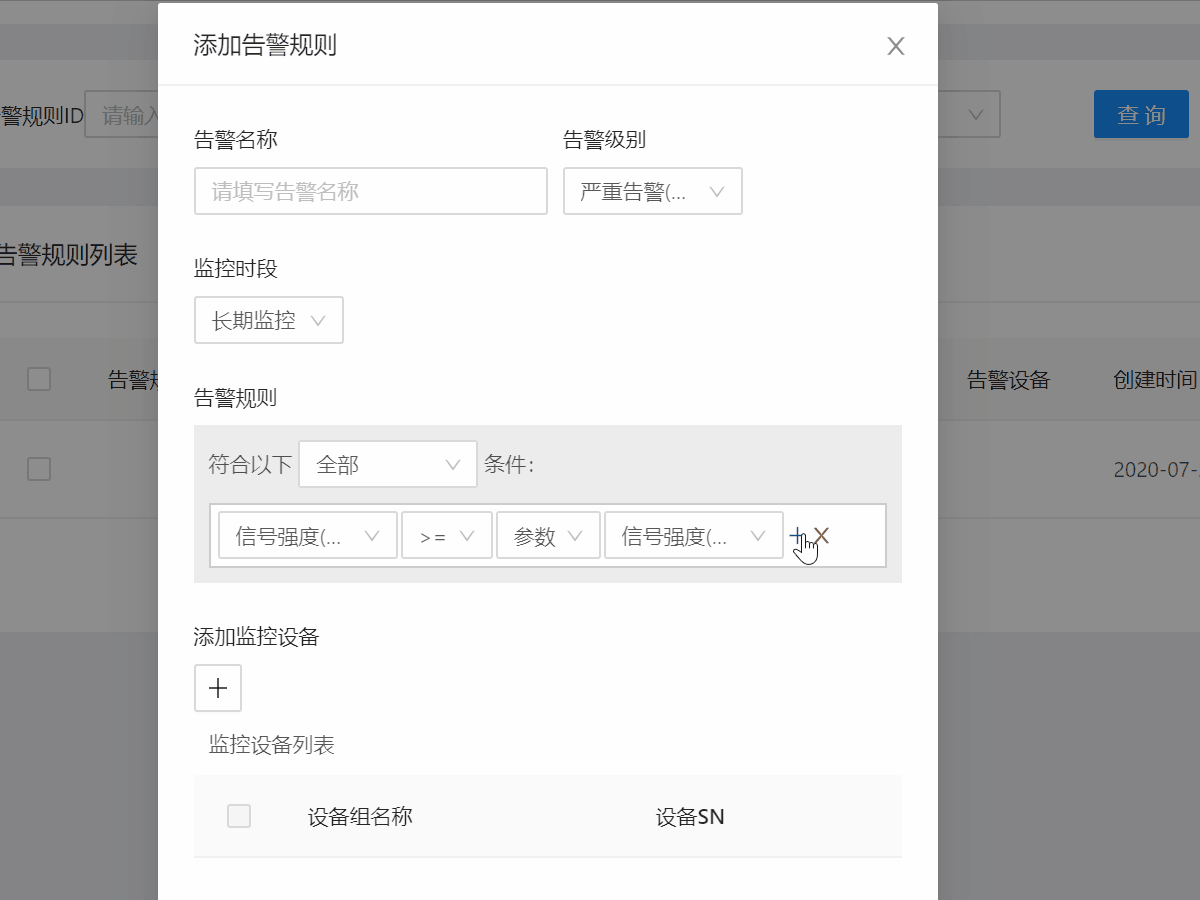 添加告警规则
警规则ID
请输入
查 询
告警名称
告警级别
请填写告警名称
严重告警(...
告警规则列表
监控时段
长期监控
告警
告警设备
创建时间
告警规则
符合以下
全部
条件:
2020-07-
信号强度(...
>=
参数
信号强度(...
添加监控设备
监控设备列表
设备组名称
设备SN